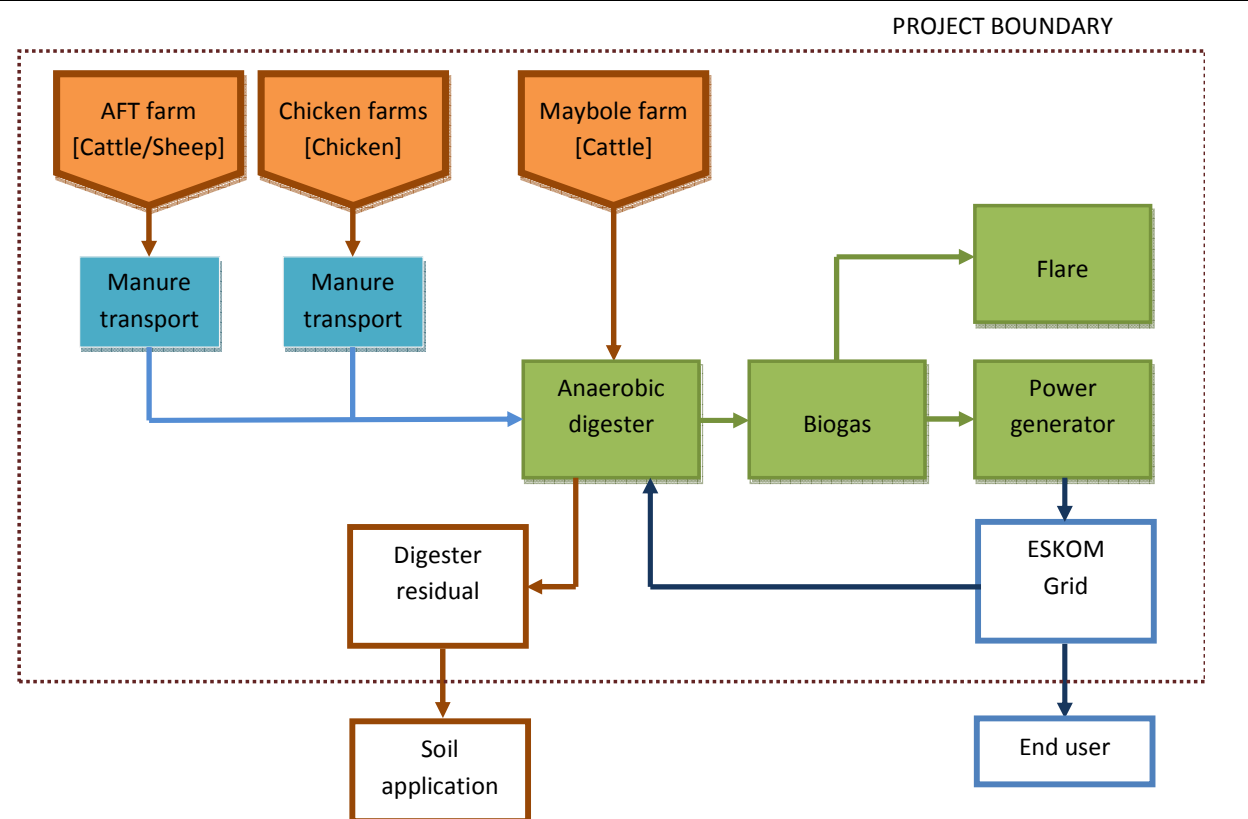 PROJECT BOUNDARY
AFT farm
[Cattle/Sheep]
Chicken farms
[Chicken]
Maybole farm
[Cattle]
Manure
transport
Manure
transport
Flare
Anaerobic
digester
Biogas
Power
generator
Digester
residual
ESKOM
Grid
Soil
application
End user